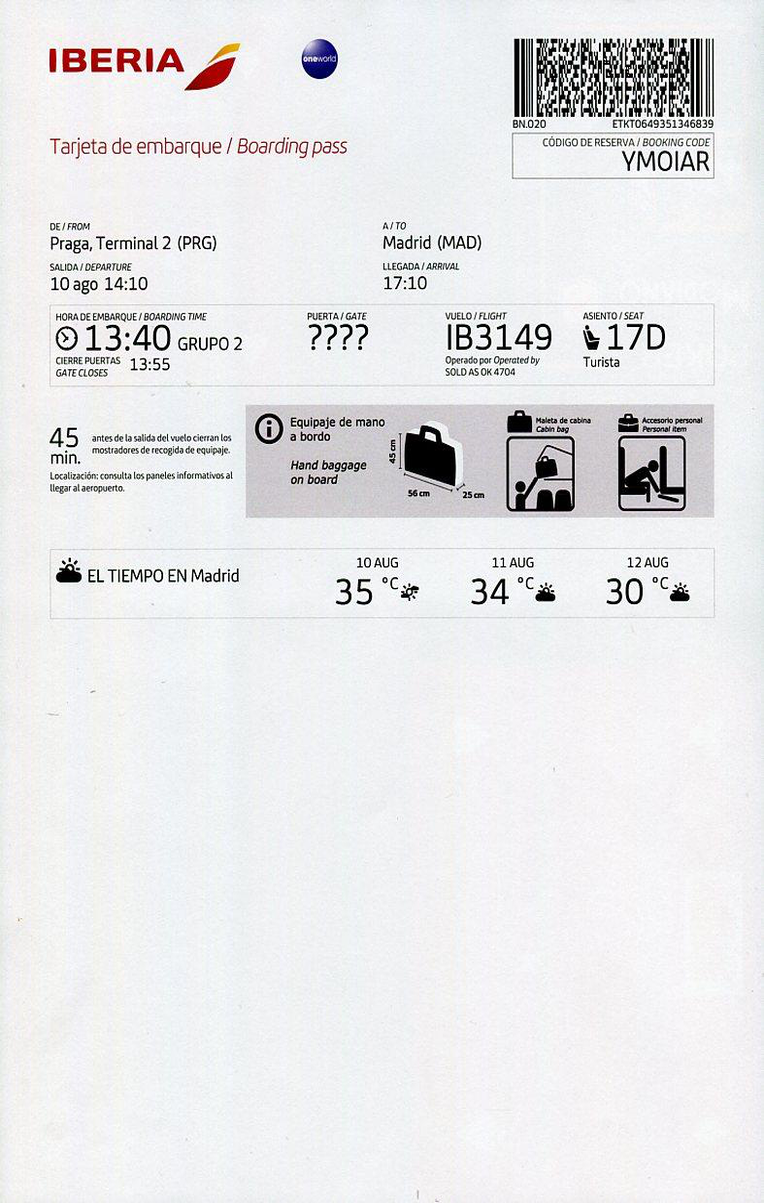 IBERIA
oneworld
BN.020 ETKT0649351346839
Tarjeta de embarque / Boarding pass
CÓDIGO DE RESERVA / BOOKING CODE
YMOIAR
DE / FROM
Praga, Terminal 2 (PRG)
SALIDA / DEPARTURE
10 ago 14:10
A / TO
Madrid (MAD)
LLEGADA / ARRIVAL
17:10
HORA DE EMBARQUE / BOARDING TIME
13:40 GRUPO 2
CIERRE PUERTAS 13:55
GATE CLOSES
PUERTA / GATE
????
VUELO / FLIGHT
IB3149
Operado por Operated by
SOLD AS OK 4704
ASIENTO / SEAT
17D
Turista
45 min.
antes de la salida del vuelo cierran los
mostradores de recogida de equipaje.
Localización: consulta los paneles informativos al
llegar al aeropuerto.
Equipaje de mano
a bordo
Hand baggage
on board
45 cm
56 cm
25 cm
Maleta de cabina
Cabin bag
Accesorio personal
Personal item
EL TIEMPO EN Madrid
10 AUG
35 °C
11 AUG
34 °C
12 AUG
30 °C